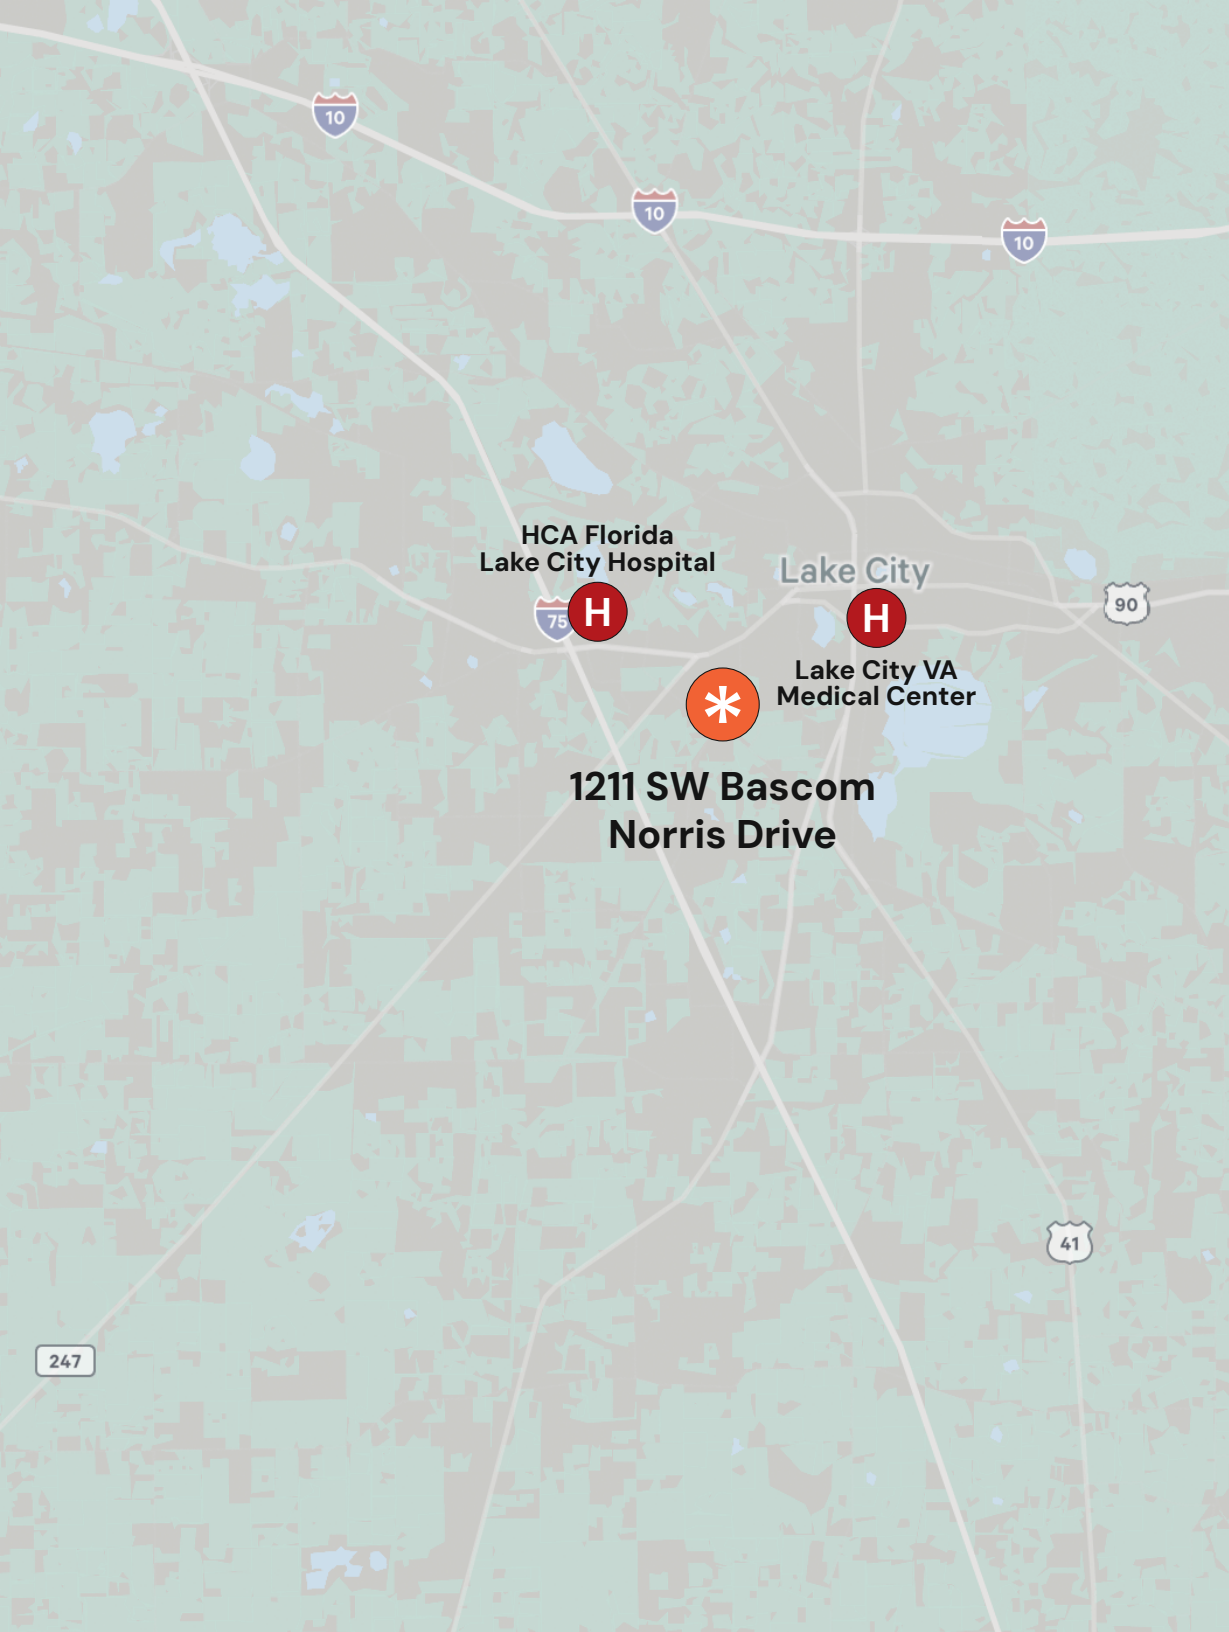 10
10
10
HCA Florida
Lake City Hospital
Lake City
75
H
H
90
Lake City VA
Medical Center
*
1211 SW Bascom
Norris Drive
41
247